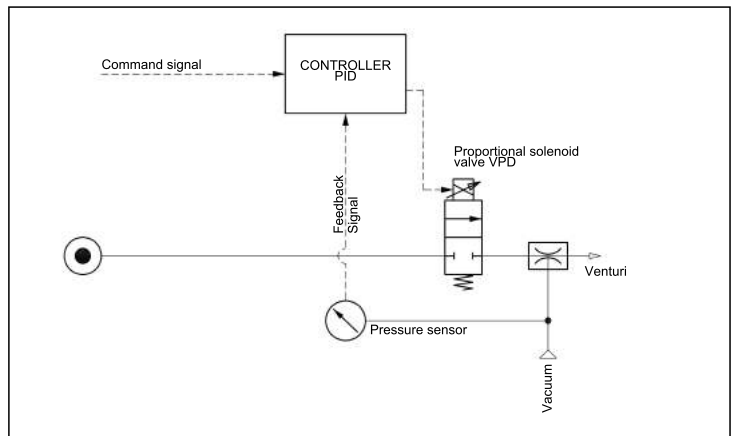 Command signal
CONTROLLER
PID
Proportional solenoid
valve VPD
Feedback
Signal
Venturi
Pressure sensor
Vacuum